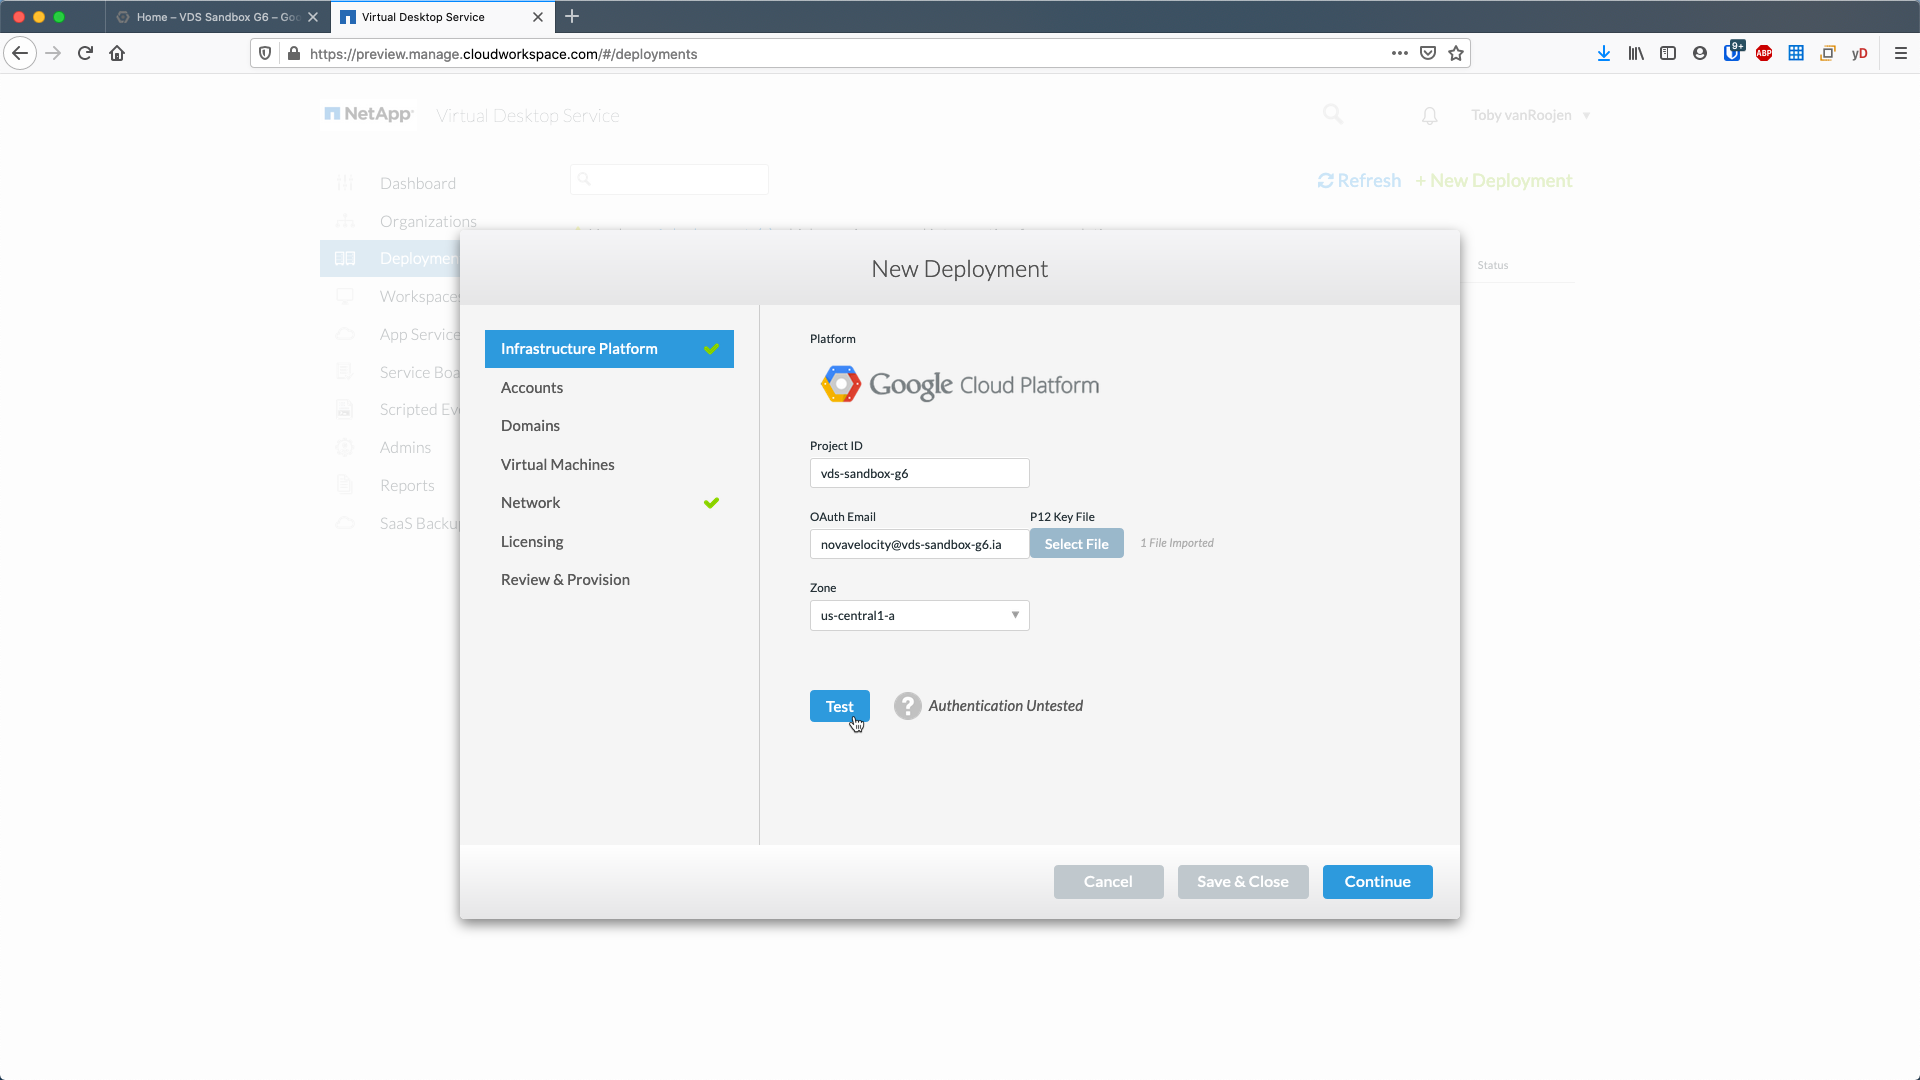 Home – VDS Sandbox G6 – Goo
Virtual Desktop Service
https://preview.manage.cloudworkspace.com/#/deployments
9+
ABP
yD
NetApp
Virtual Desktop Service
Toby vanRoojen
Dashboard
Refresh
+ New Deployment
Organizations
Deploymen
Status
Workspaces
App Service
Service Boa
Scripted Ev
Admins
Reports
SaaS Backu
New Deployment
Infrastructure Platform
Accounts
Domains
Virtual Machines
Network
Licensing
Review & Provision
Platform
Google Cloud Platform
Project ID
vds-sandbox-g6
OAuth Email
P12 Key File
novavelocity@vds-sandbox-g6.ia
Select File
1 File Imported
Zone
us-central1-a
Test
? Authentication Untested
Cancel
Save & Close
Continue